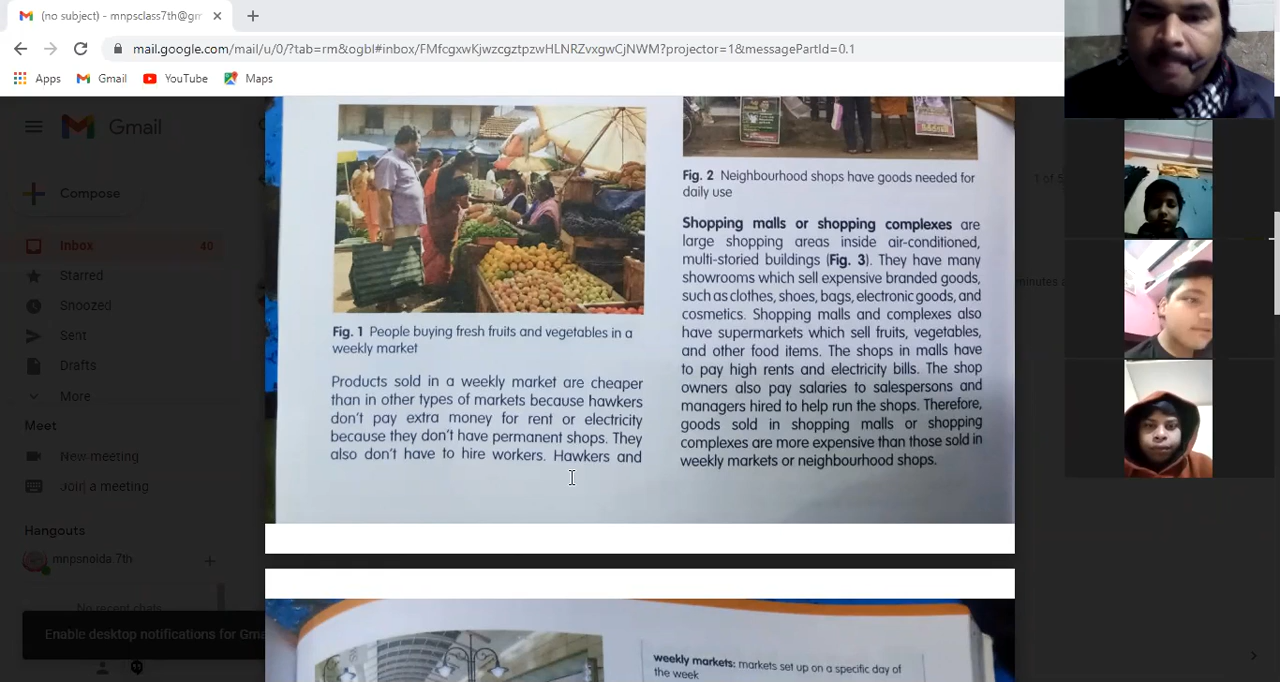 (no subject) - mnpsclass7th@gm
mail.google.com/mail/u/0/?tab=rm&ogbl#inbox/FMfcgxwKjwzcgztpzwHLNRZvxgwCjNWM?projector=1&messagePartId=0.1
Apps Gmail YouTube Maps
Gmail
Compose
Inbox 40
Starred
Snoozed
Sent
Drafts
More
Meet
New meeting
Join a meeting
Hangouts
mnpsnoida 7th
No recent chats
Enable desktop notifications for Gma
1 of 5
minutes a
Fig. 1 People buying fresh fruits and vegetables in a
weekly market
Products sold in a weekly market are cheaper
than in other types of markets because hawkers
don't pay extra money for rent or electricity
because they don't have permanent shops. They
also don't have to hire workers. Hawkers and
Fig. 2 Neighbourhood shops have goods needed for
daily use
Shopping malls or shopping complexes are
large shopping areas inside air-conditioned,
multi-storied buildings (Fig. 3). They have many
showrooms which sell expensive branded goods,
such as clothes, shoes, bags, electronic goods, and
cosmetics. Shopping malls and complexes also
have supermarkets which sell fruits, vegetables,
and other food items. The shops in malls have
to pay high rents and electricity bills. The shop
owners also pay salaries to salespersons and
managers hired to help run the shops. Therefore,
goods sold in shopping malls or shopping
complexes are more expensive than those sold in
weekly markets or neighbourhood shops.
weekly markets: markets set up on a specific day of
the week